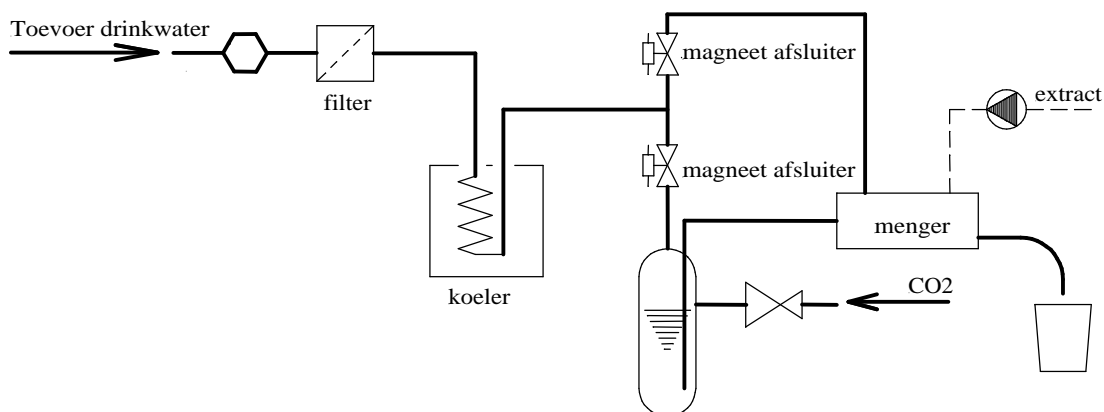 Toevoer drinkwater
filter
magneet afsluiter
extract
magneet afsluiter
menger
koeler
CO2